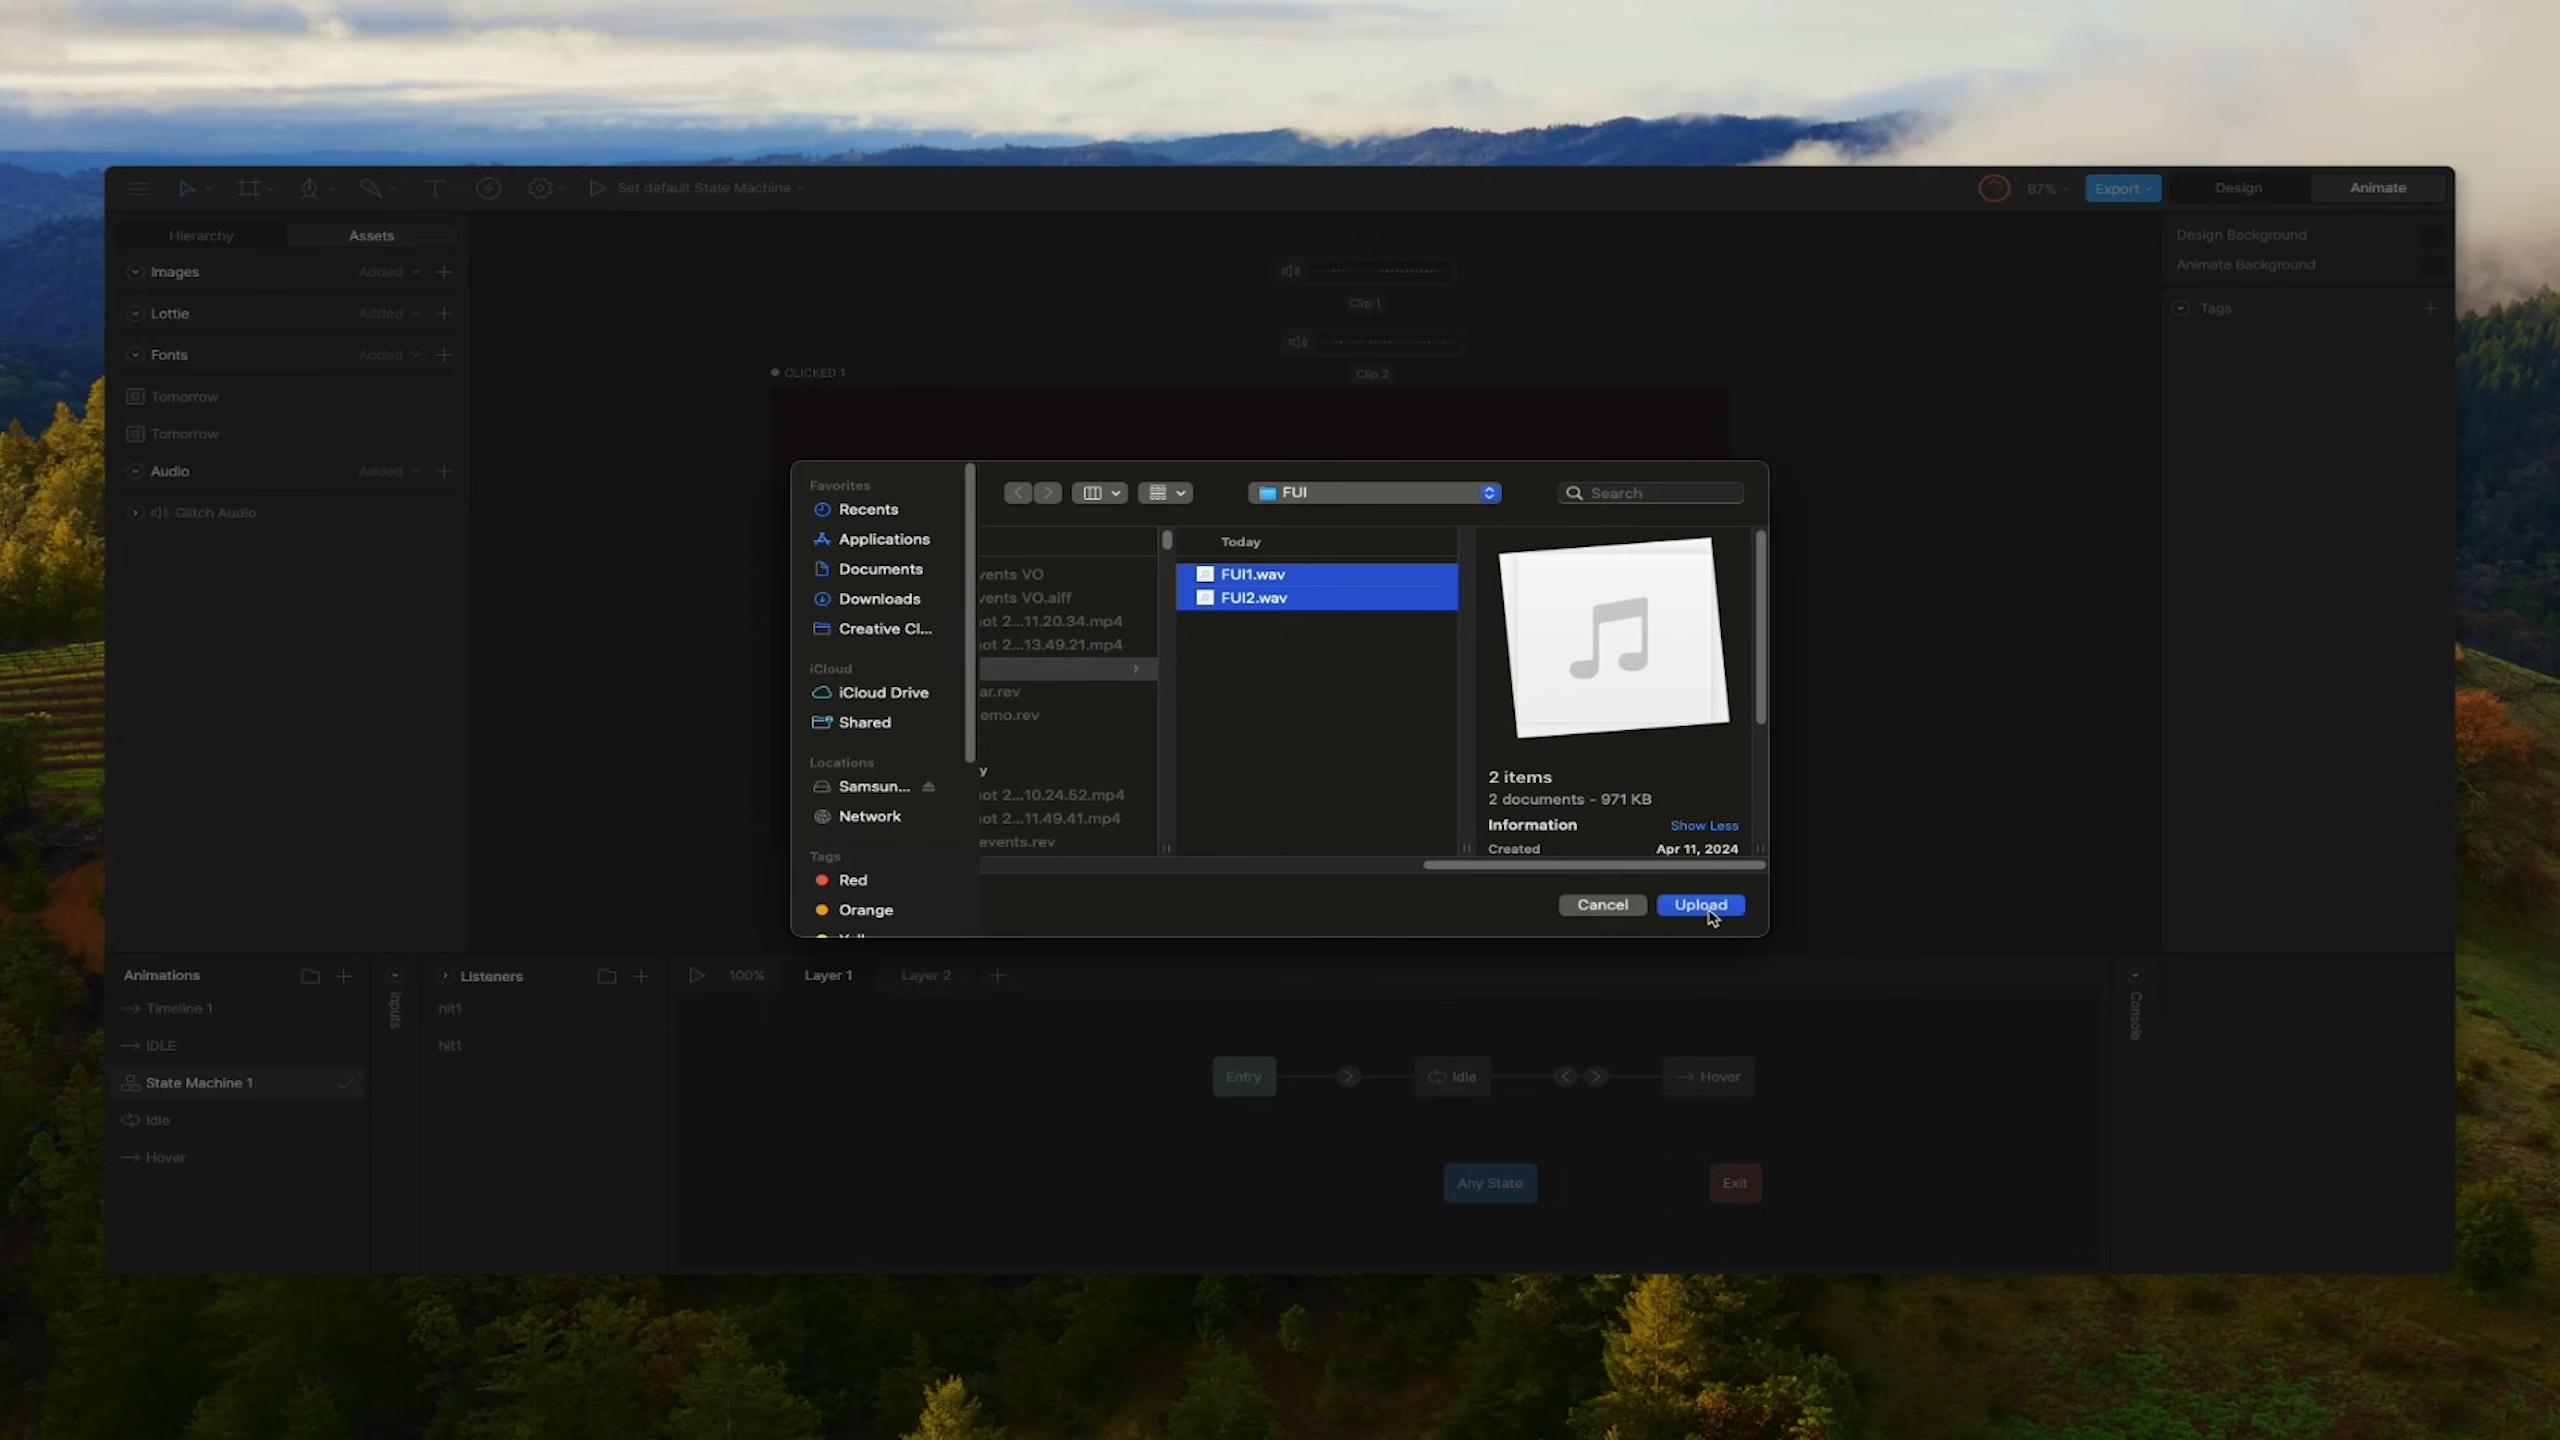 Set default State Machine
87%
Export
Design
Animate
Hierarchy
Assets
Images
Added
Lottie
Added
Fonts
Added
Tomorrow
Tomorrow
Audio
Added
Glitch Audio
Clip 1
Clip 2
CLICKED 1
Design Background
Animate Background
Tags
Favorites
Recents
Applications
Documents
Downloads
Creative Cl...
iCloud
iCloud Drive
Shared
Locations
Samsun...
Network
Tags
Red
Orange
FUI
Search
vents VO
vents VO.aiff
ot 2...11.20.34.mp4
ot 2...13.49.21.mp4
ar.rev
emo.rev
y
ot 2...10.24.52.mp4
ot 2...11.49.41.mp4
events.rev
Today
FUI1.wav
FUI2.wav
2 items
2 documents - 971 KB
Information
Show Less
Created
Apr 11, 2024
Cancel
Upload
Animations
Timeline 1
IDLE
State Machine 1
Idle
Hover
Inputs
Listeners
hit1
hit1
100%
Layer 1
Layer 2
Entry
Idle
Hover
Any State
Exit
Console